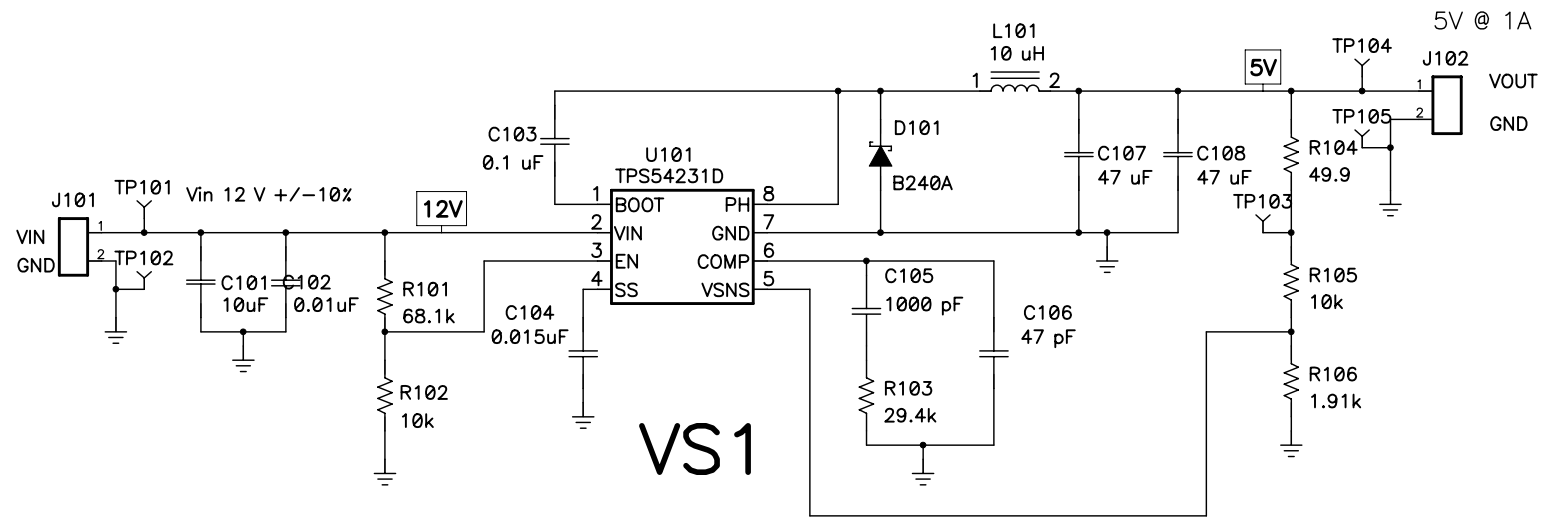 5V @ 1A
L101
10 uH
TP104
J102
5V
1 2
1
VOUT
TP105
2
GND
C103
0.1 uF
D101
B240A
C107
47 uF
C108
47 uF
R104
49.9
U101
TPS54231D
J101
TP101
Vin 12 V +/-10%
12V
1 BOOT PH 8
TP103
VIN
1
2 VIN GND 7
GND
2
TP102
3 EN COMP 6
4 SS VSNS 5
C101
10uF
C102
0.01uF
R101
68.1k
C104
0.015uF
C105
1000 pF
C106
47 pF
R105
10k
R102
10k
R103
29.4k
R106
1.91k
VS1